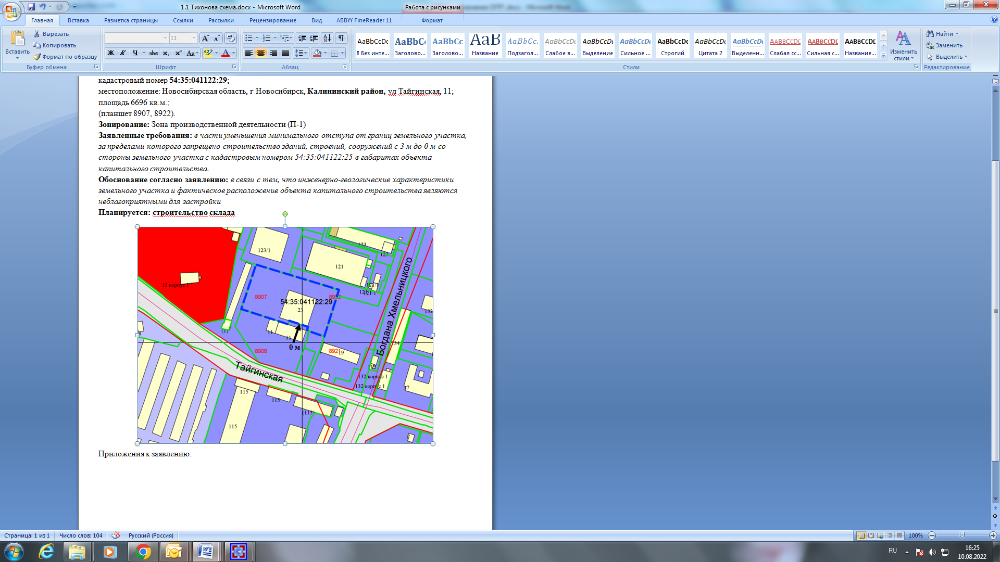 1.1 Тихонова схема.docx - Microsoft Word
Работа с рисунками
Главная Вставка Разметка страницы Ссылки Рассылки Рецензирование Вид ABBYY FineReader 11 Формат
Вставить
Вырезать
Копировать
Формат по образцу
Буфер обмена
11
Ж К Ч abc x₂ x² Aa
Шрифт
Абзац
AaBbCcDc AaBbC AaBbCc AaB AaBbCc. AaBbCcDc AaBbCcDc AaBbCcDc AaBbCcDc AaBbCcDc AaBbCcDc AaBbCcDc AaBbCcDc AaBbCcDc
¶ Без инте... Заголово... Заголово... Название Подзагол... Слабое в... Выделение Сильное ... Строгий Цитата 2 Выделенн... Слабая сс... Сильная с... Название...
Стили
Изменить
стили
Найти
Заменить
Выделить
Редактирование
кадастровый номер 54:35:041122:29;
местоположение: Новосибирская область, г Новосибирск, Калининский район, ул Тайгинская, 11;
площадь 6696 кв.м.;
(планшет 8907, 8922).
Зонирование: Зона производственной деятельности (П-1)
Заявленные требования: в части уменьшения минимального отступа от границ земельного участка,
за пределами которого запрещено строительство зданий, строений, сооружений с 3 м до 0 м со
стороны земельного участка с кадастровым номером 54:35:041122:25 в габаритах объекта
капитального строительства.
Обоснование согласно заявлению: в связи с тем, что инженерно-геологические характеристики
земельного участка и фактическое расположение объекта капитального строительства являются
неблагоприятными для застройки
Планируется: строительство склада
123
123/1
121
13 корпус 1
121/1
121/1
8907
54:35:041122:29
23
132
(1)
11
11
0 м
8908
8921
19
134
Богдана Хмельницкого
Тайгинская
115
132 корпус 1
132 корпус 1
77
115
115
(115)
115
Приложения к заявлению:
Страница: 1 из 1 Число слов: 104 Русский (Россия) 100%
RU
16:25
10.08.2022